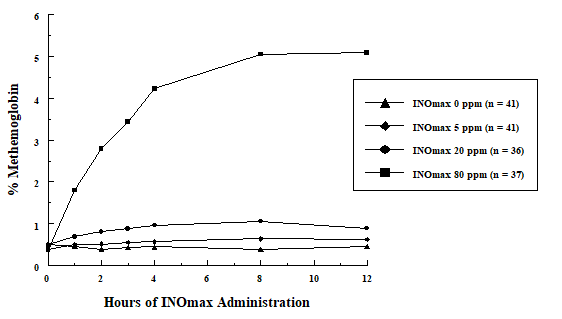 % Methemoglobin
6
5
4
3
2
1
0
0 2 4 6 8 10 12
Hours of INOmax Administration
INOmax 0 ppm (n = 41)
INOmax 5 ppm (n = 41)
INOmax 20 ppm (n = 36)
INOmax 80 ppm (n = 37)